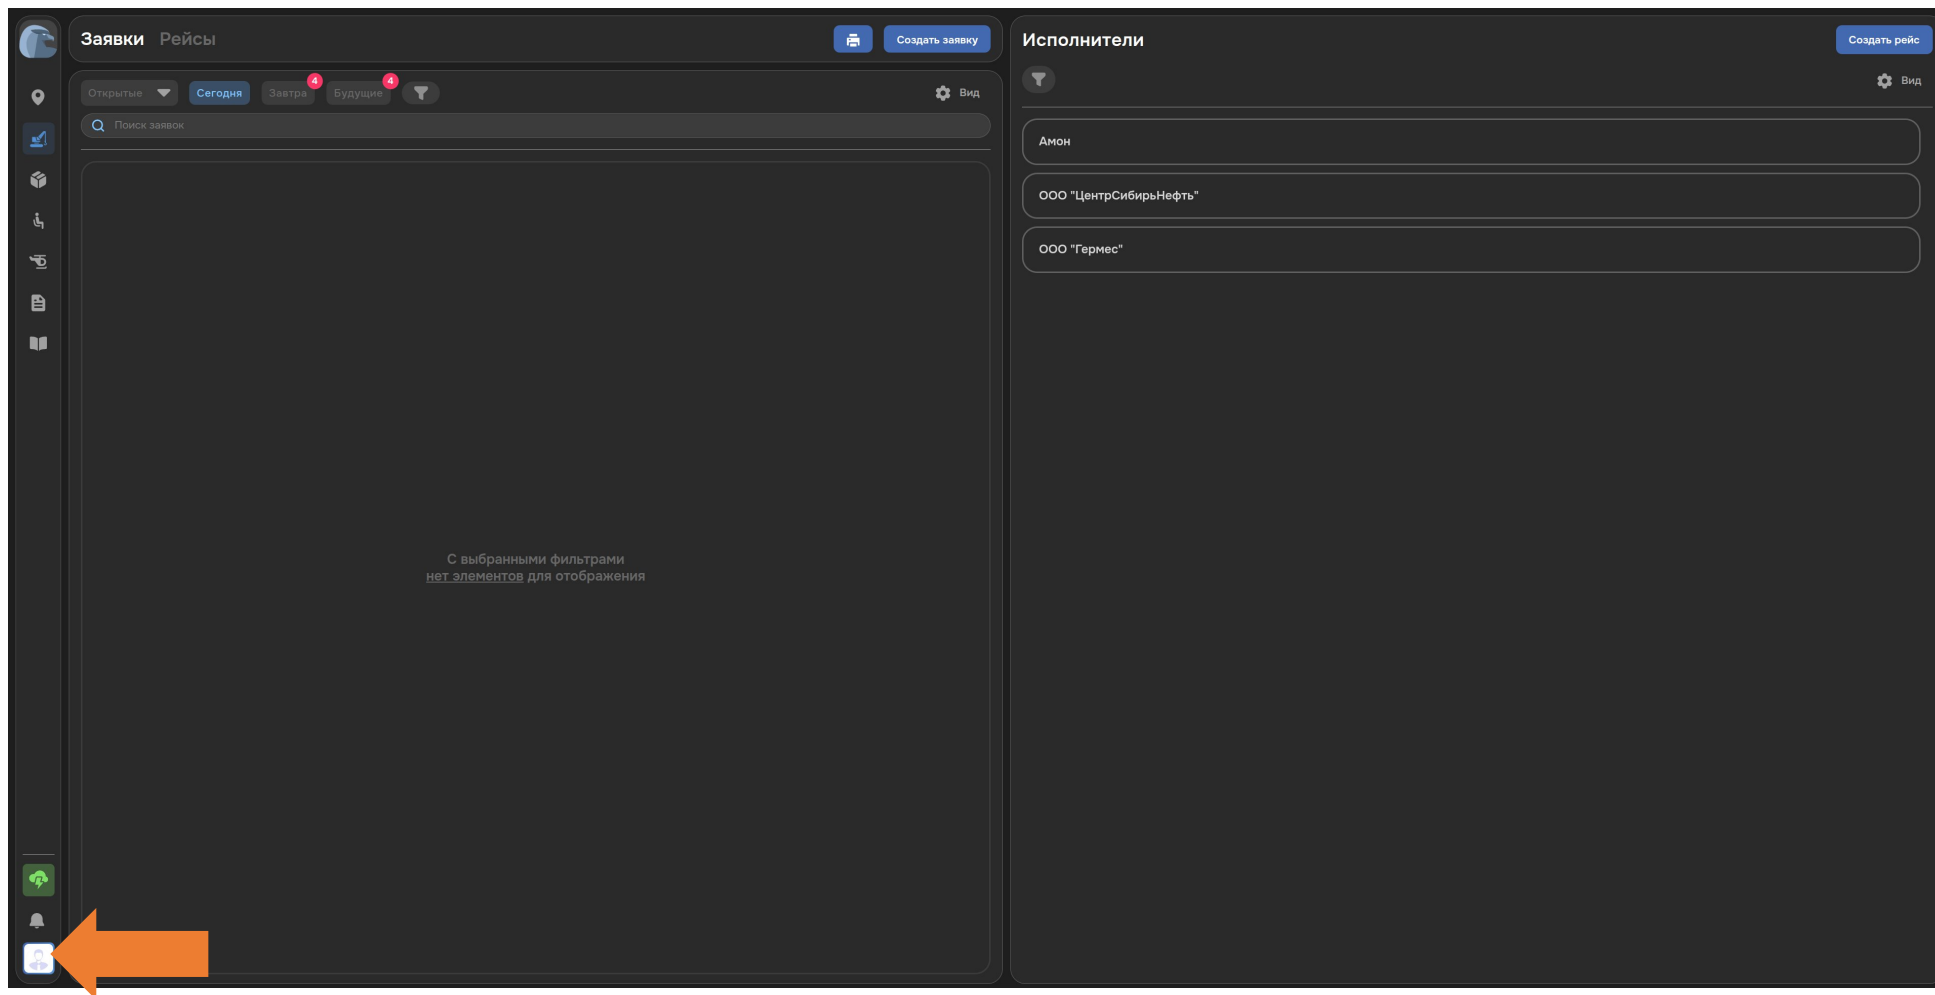 Заявки Рейсы
Создать заявку
Открытые Сегодня Завтра 4 Будущие 4
Вид
Поиск заявок
С выбранными фильтрами
нет элементов для отображения
Исполнители
Создать рейс
Вид
Амон
ООО "ЦентрСибирьНефть"
ООО "Гермес"